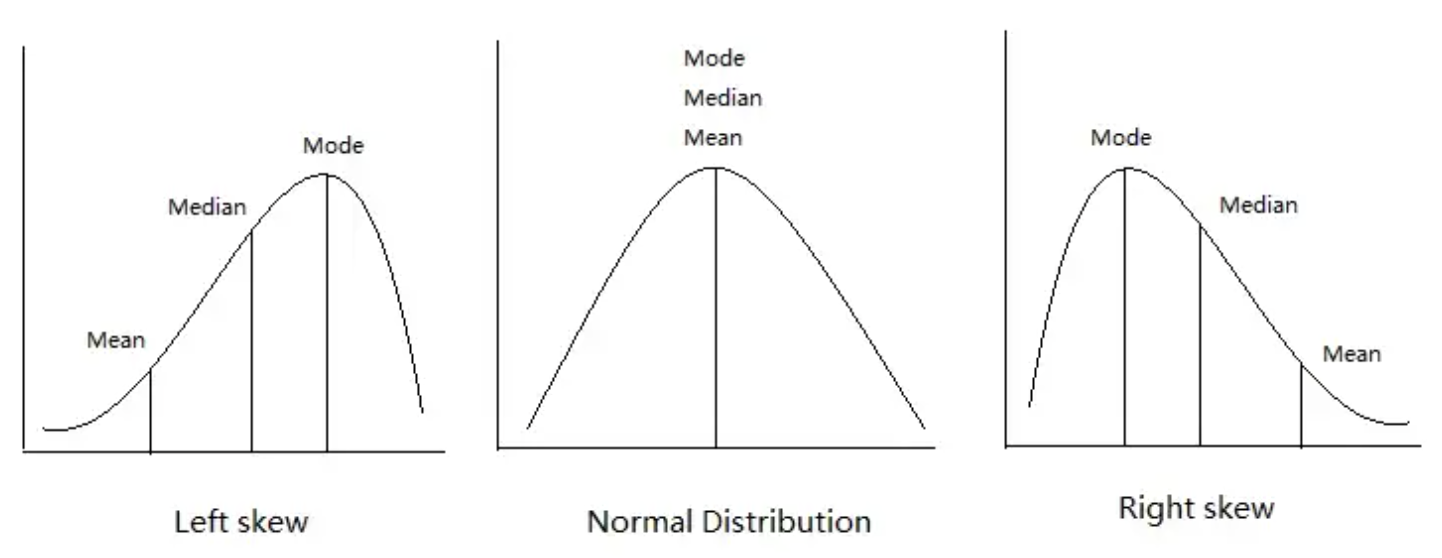 Mode
Median
Mean
Left skew
Mode
Median
Mean
Normal Distribution
Mode
Median
Mean
Right skew